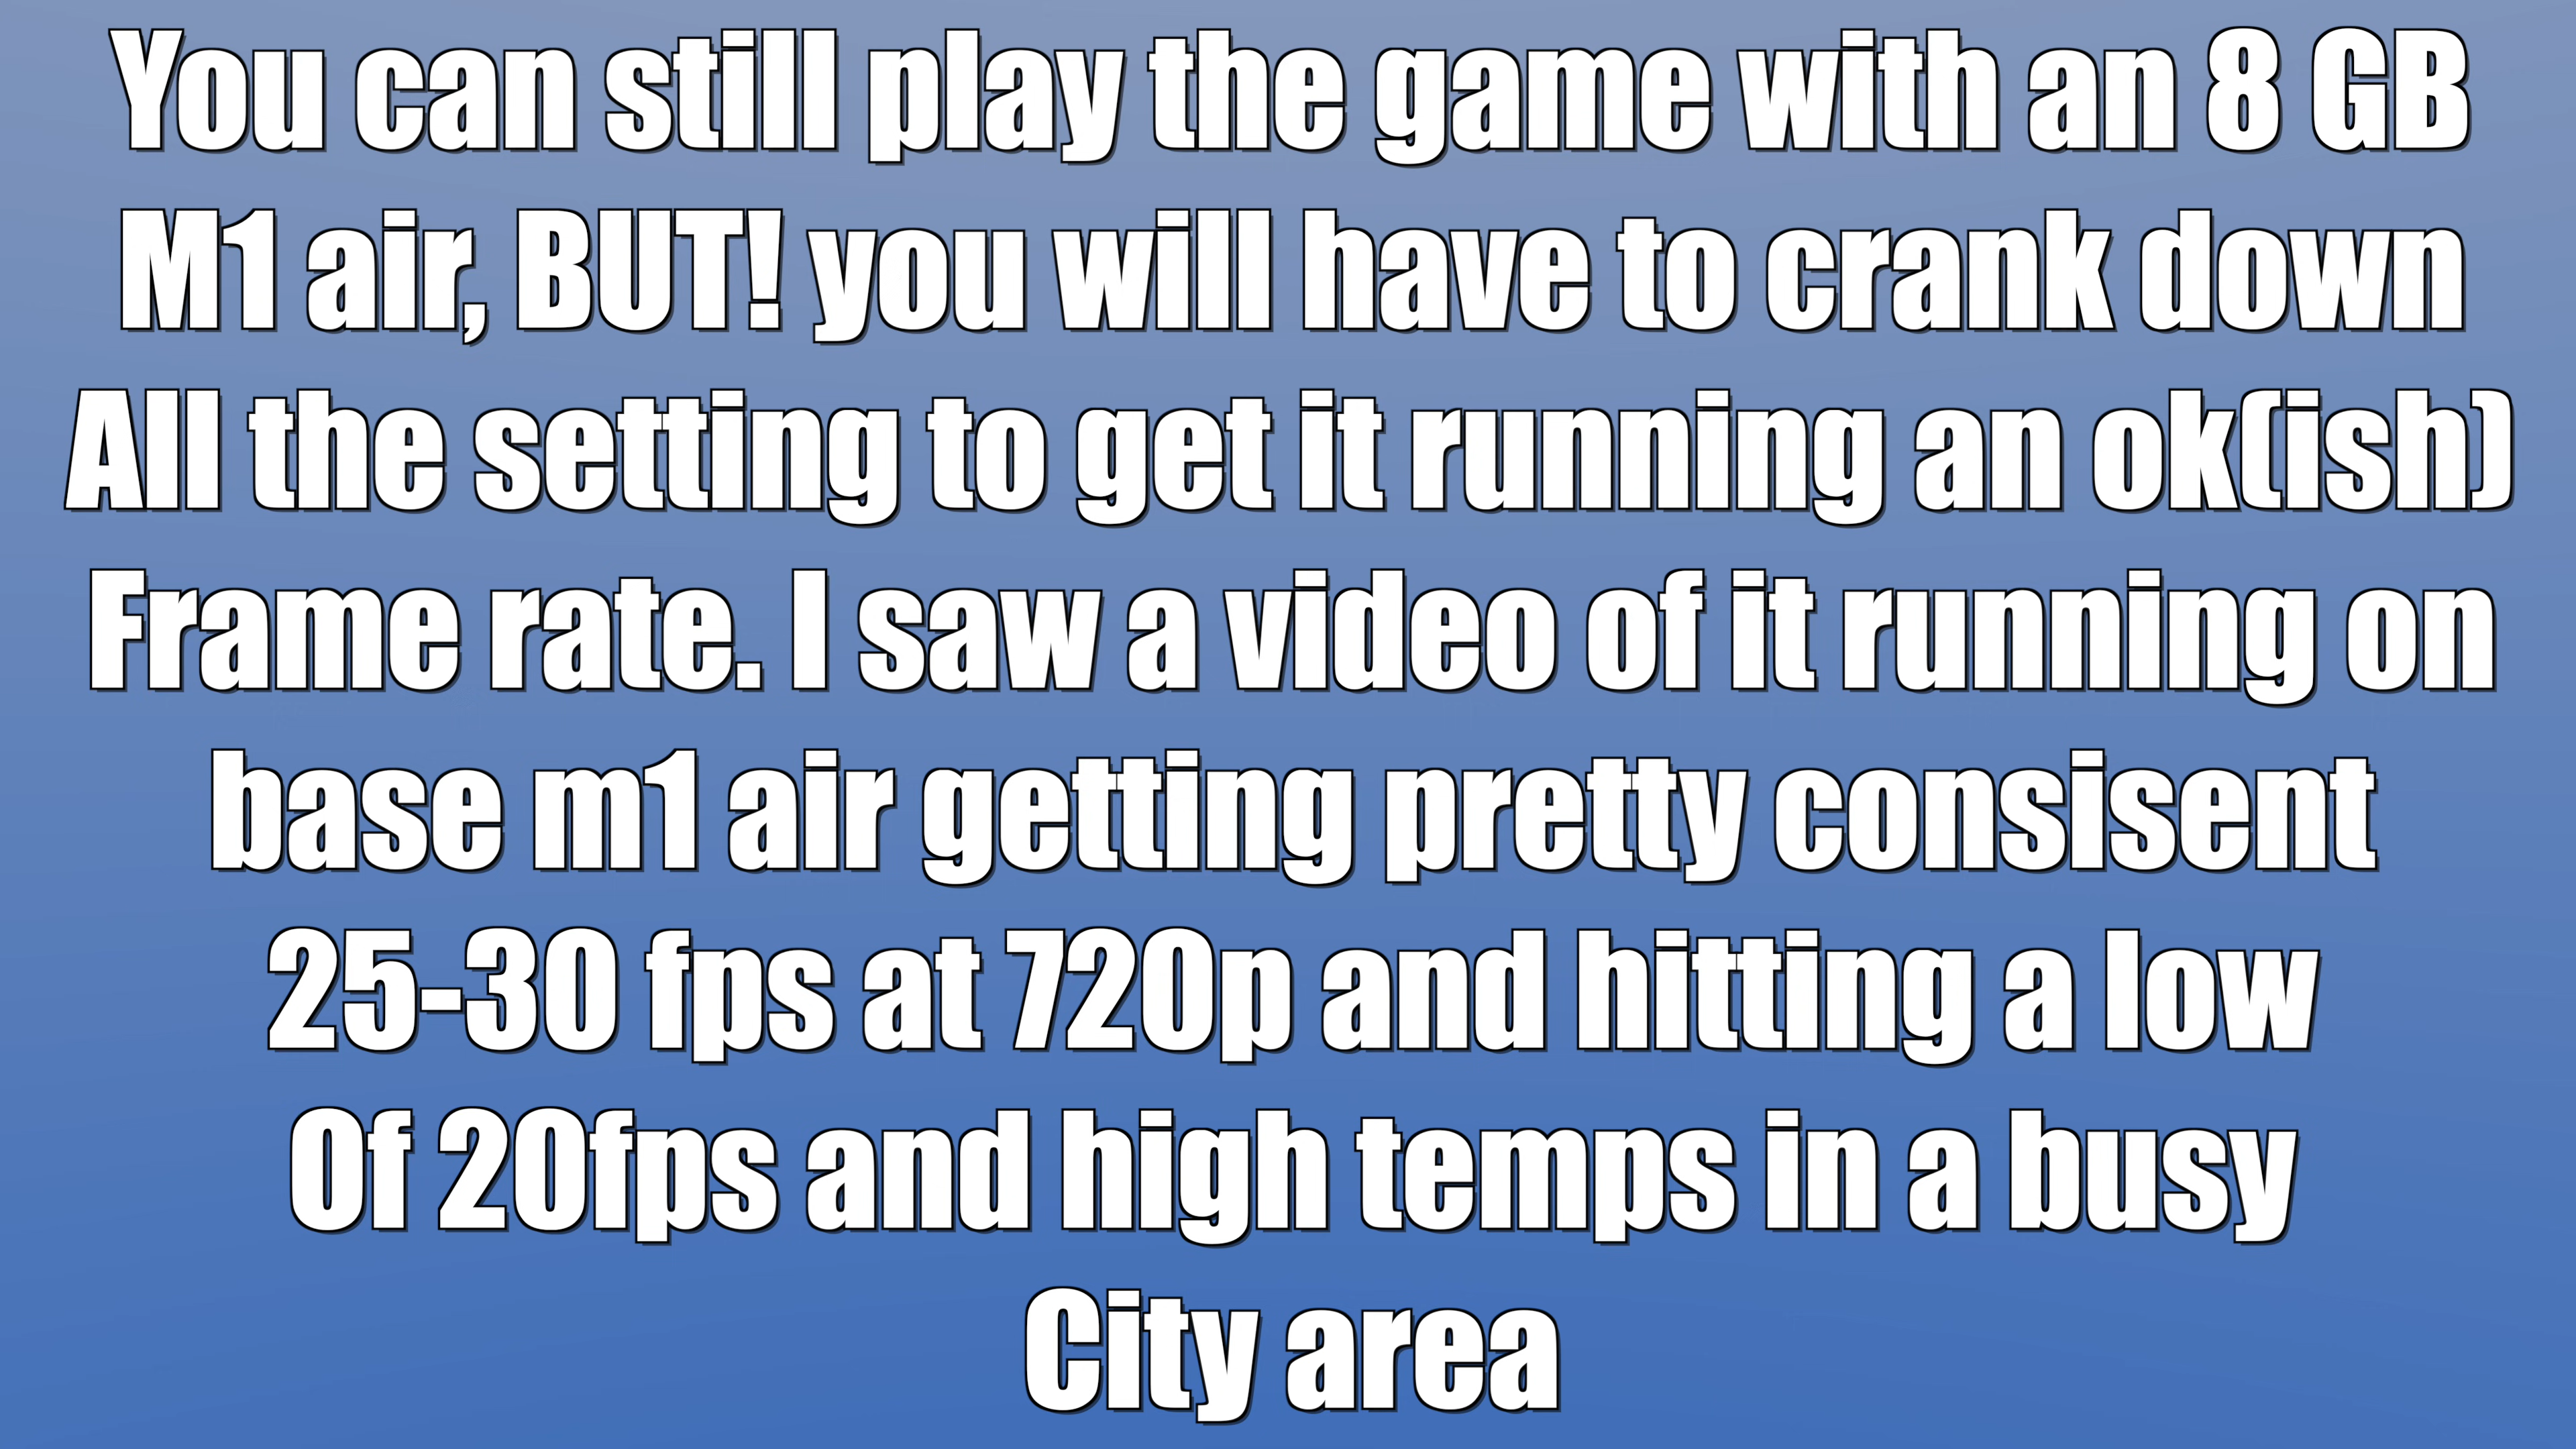 You can still play the game with an 8 GB
M1 air, BUT! you will have to crank down
All the setting to get it running an ok(ish)
Frame rate. I saw a video of it running on
base m1 air getting pretty consisent
25-30 fps at 720p and hitting a low
Of 20fps and high temps in a busy
City area